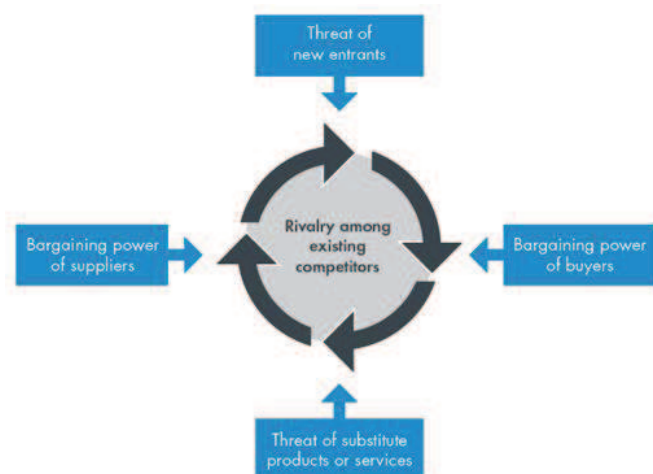 Threat of
new entrants
Rivalry among
existing
competitors
Bargaining power
of suppliers
Bargaining power
of buyers
Threat of substitute
products or services